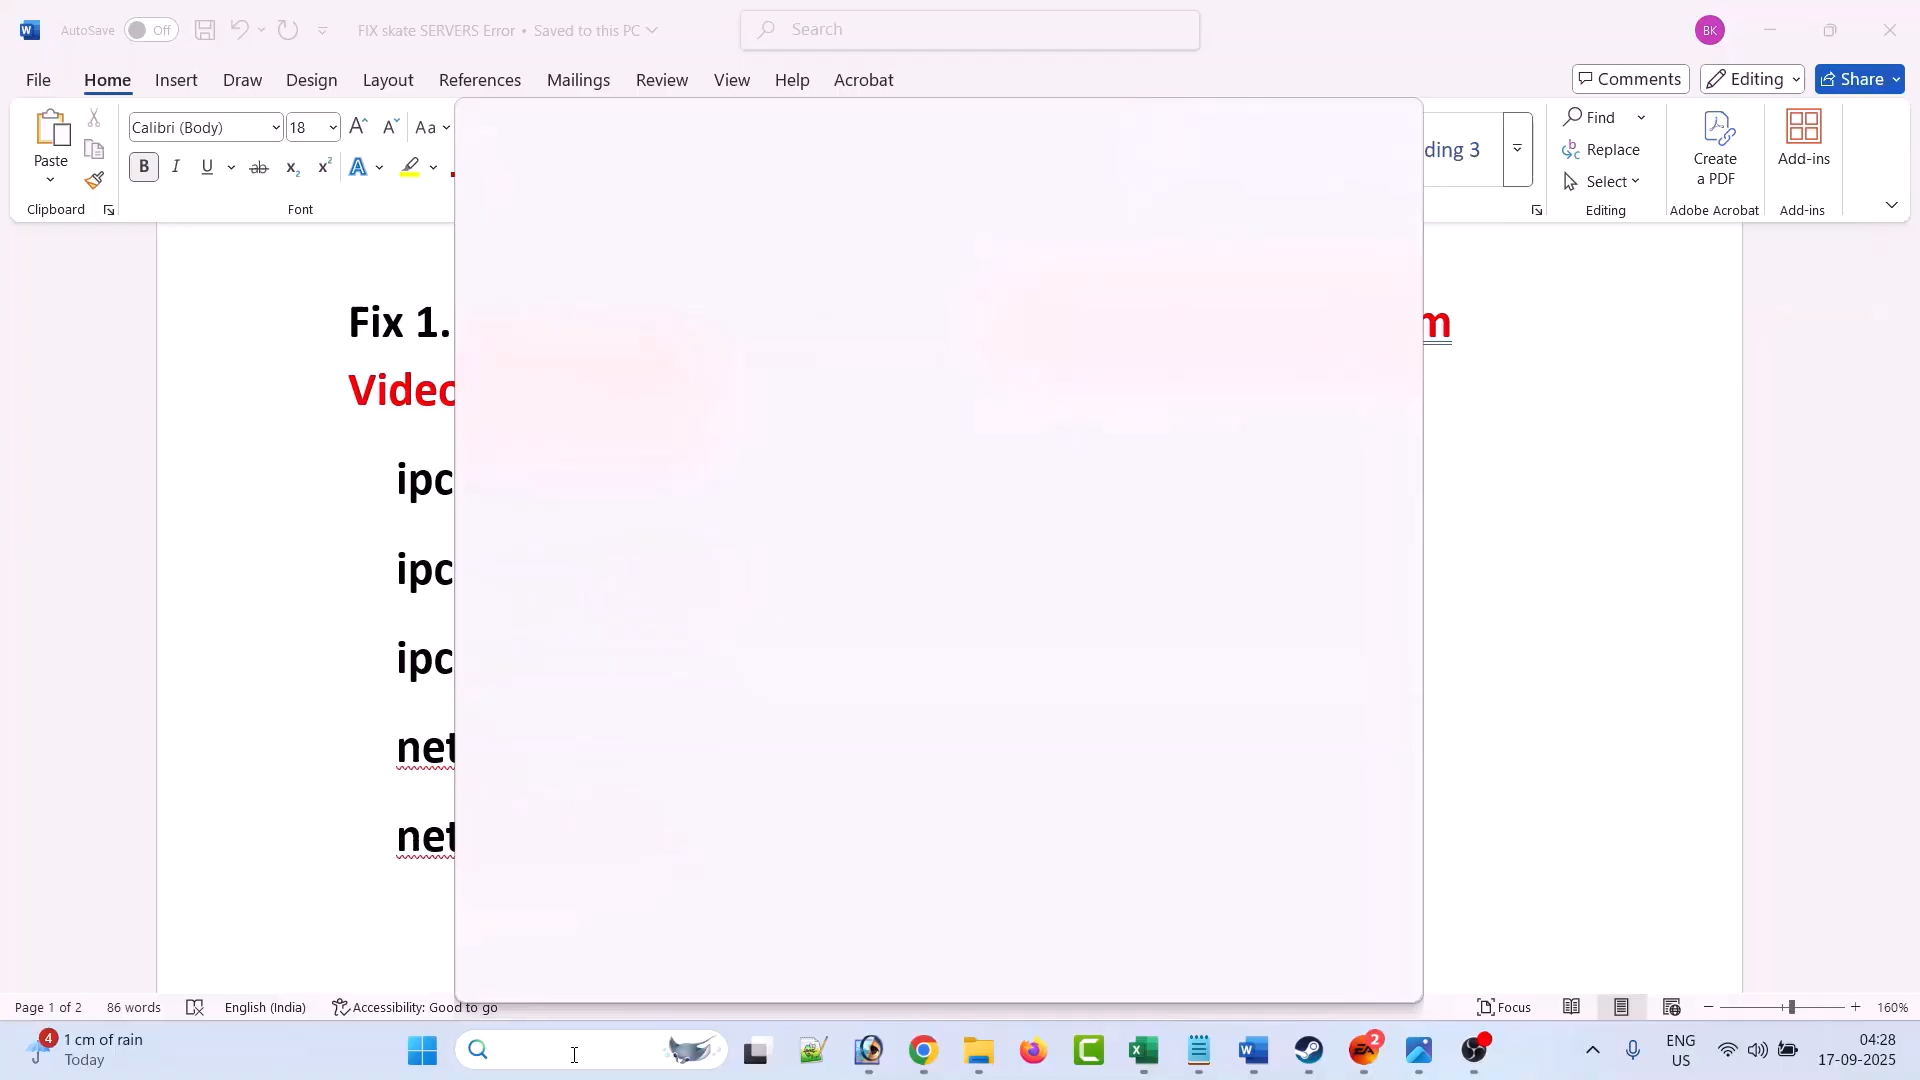 AutoSave Off FIX skate SERVERS Error • Saved to this PC Search BK
File Home Insert Draw Design Layout References Mailings Review View Help Acrobat Comments Editing Share
Paste Calibri (Body) 18 Aa ding 3 Find Create a PDF Add-ins
B I U ab Replace
Select
Clipboard Font Editing Adobe Acrobat Add-ins
Fix 1. m
Video
ipc
ipc
ipc
net
net
Page 1 of 2 86 words English (India) Accessibility: Good to go Focus 160%
4 1 cm of rain 2 ENG 04:28
Today US 17-09-2025